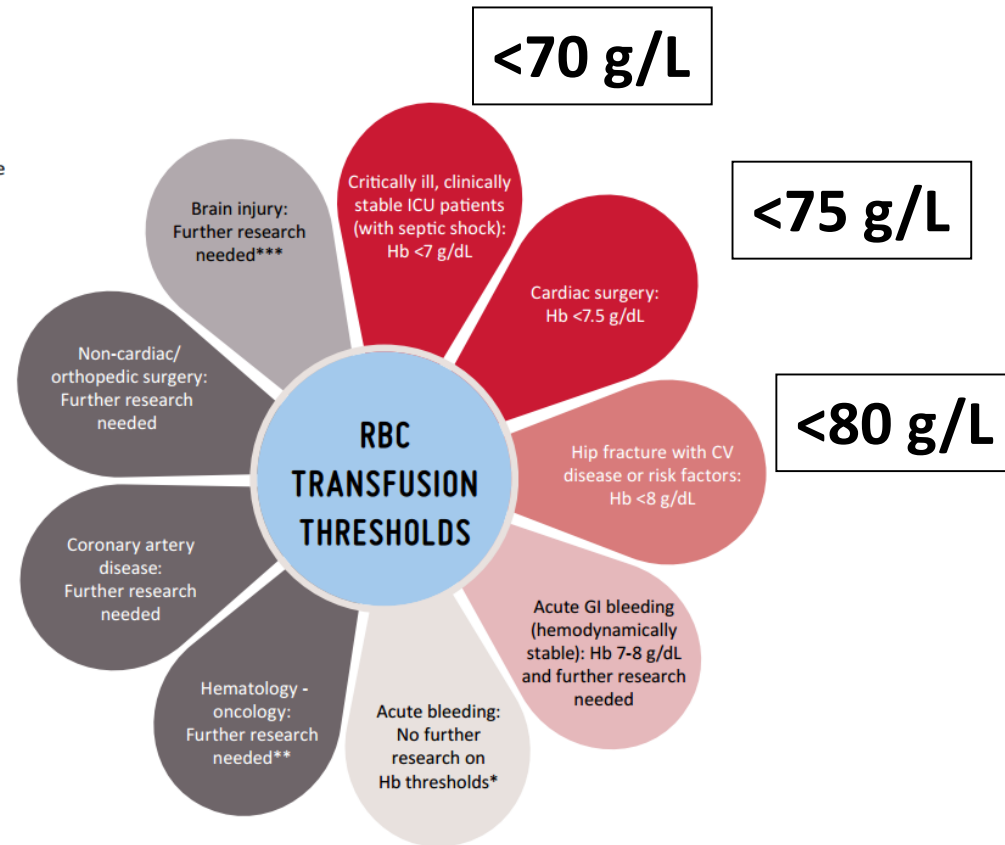 <70 g/L
<75 g/L
<80 g/L
e
Critically ill, clinically
stable ICU patients
(with septic shock):
Hb <7 g/dL
Cardiac surgery:
Hb <7.5 g/dL
Hip fracture with CV
disease or risk factors:
Hb <8 g/dL
Acute GI bleeding
(hemodynamically
stable): Hb 7-8 g/dL
and further research
needed
Acute bleeding:
No further
research on
Hb thresholds*
Hematology -
oncology:
Further research
needed**
Coronary artery
disease:
Further research
needed
Non-cardiac/
orthopedic surgery:
Further research
needed
Brain injury:
Further research
needed***
RBC
TRANSFUSION
THRESHOLDS